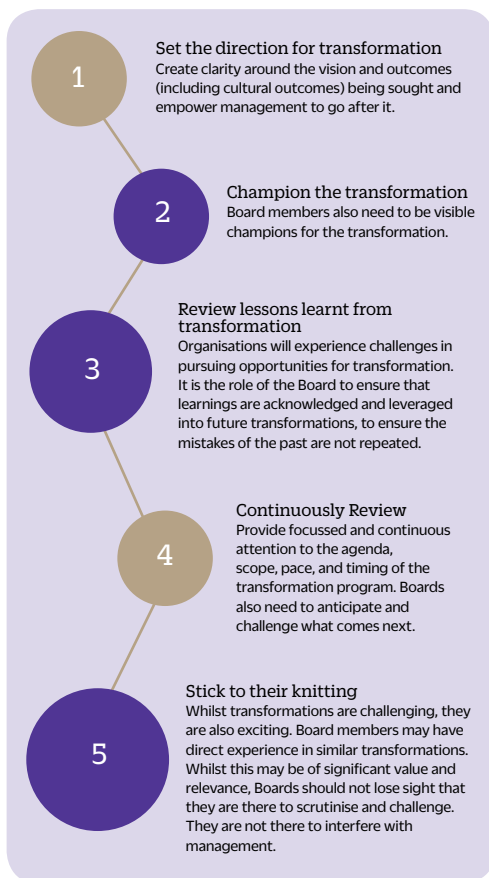 1
Set the direction for transformation
Create clarity around the vision and outcomes
(including cultural outcomes) being sought and
empower management to go after it.
2
Champion the transformation
Board members also need to be visible
champions for the transformation.
3
Review lessons learnt from
transformation
Organisations will experience challenges in
pursuing opportunities for transformation.
It is the role of the Board to ensure that
learnings are acknowledged and leveraged
into future transformations, to ensure the
mistakes of the past are not repeated.
4
Continuously Review
Provide focussed and continuous
attention to the agenda,
scope, pace, and timing of the
transformation program. Boards
also need to anticipate and
challenge what comes next.
5
Stick to their knitting
Whilst transformations are challenging, they
are also exciting. Board members may have
direct experience in similar transformations.
Whilst this may be of significant value and
relevance, Boards should not lose sight that
they are there to scrutinise and challenge.
They are not there to interfere with
management.